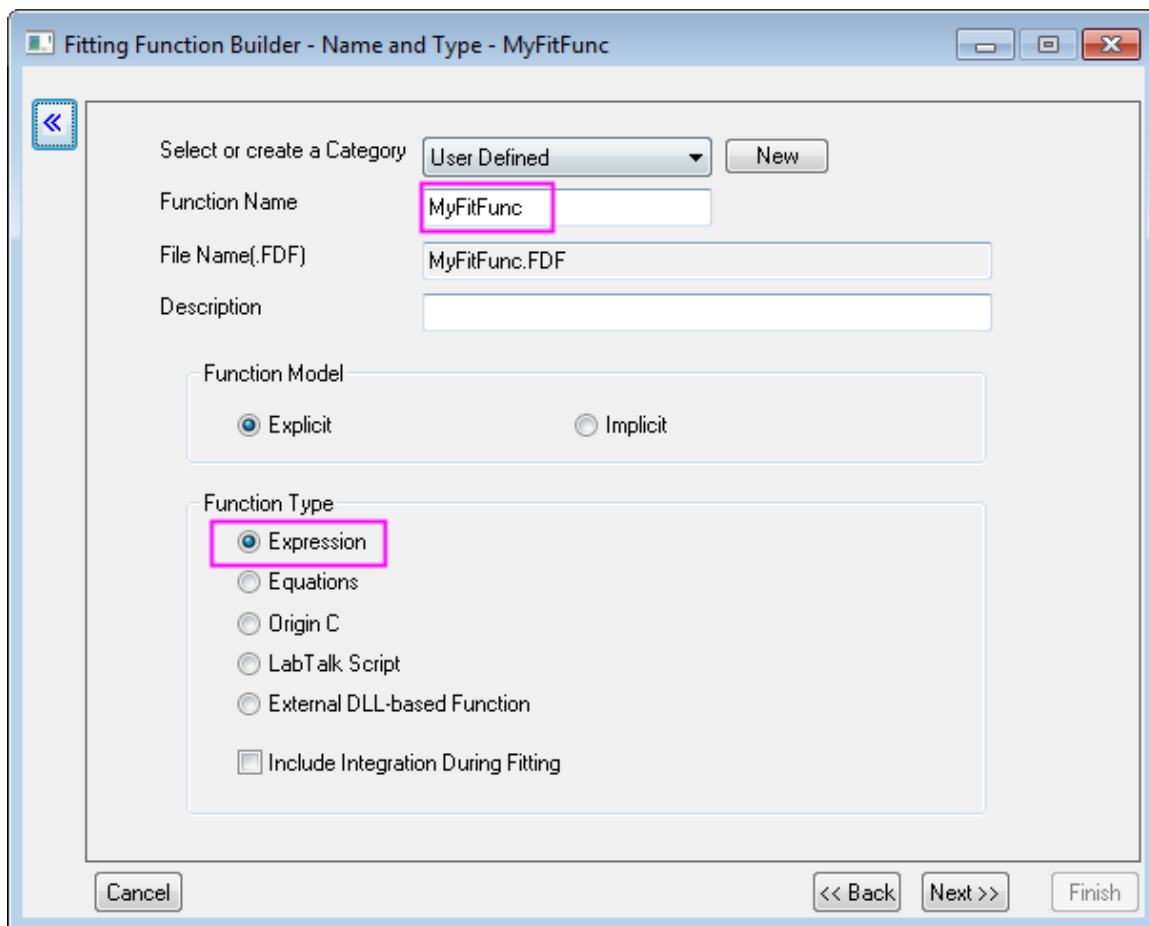 Fitting Function Builder - Name and Type - MyFitFunc
Select or create a Category User Defined New
Function Name MyFitFunc
File Name(.FDF) MyFitFunc.FDF
Description
Function Model
Explicit Implicit
Function Type
Expression
Equations
Origin C
LabTalk Script
External DLL-based Function
Include Integration During Fitting
Cancel << Back Next >> Finish